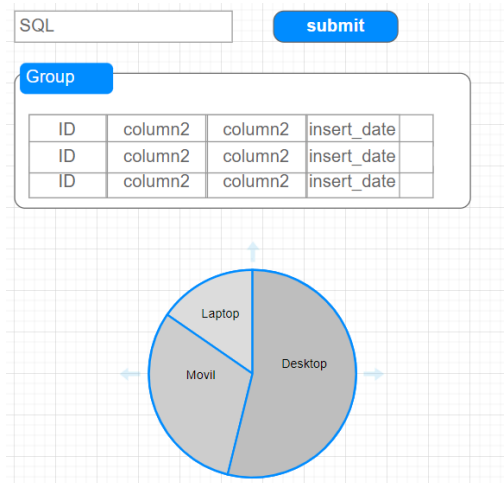 SQL submit
Group
ID column2 column2 insert_date
ID column2 column2 insert_date
ID column2 column2 insert_date
Laptop
Desktop
Movil